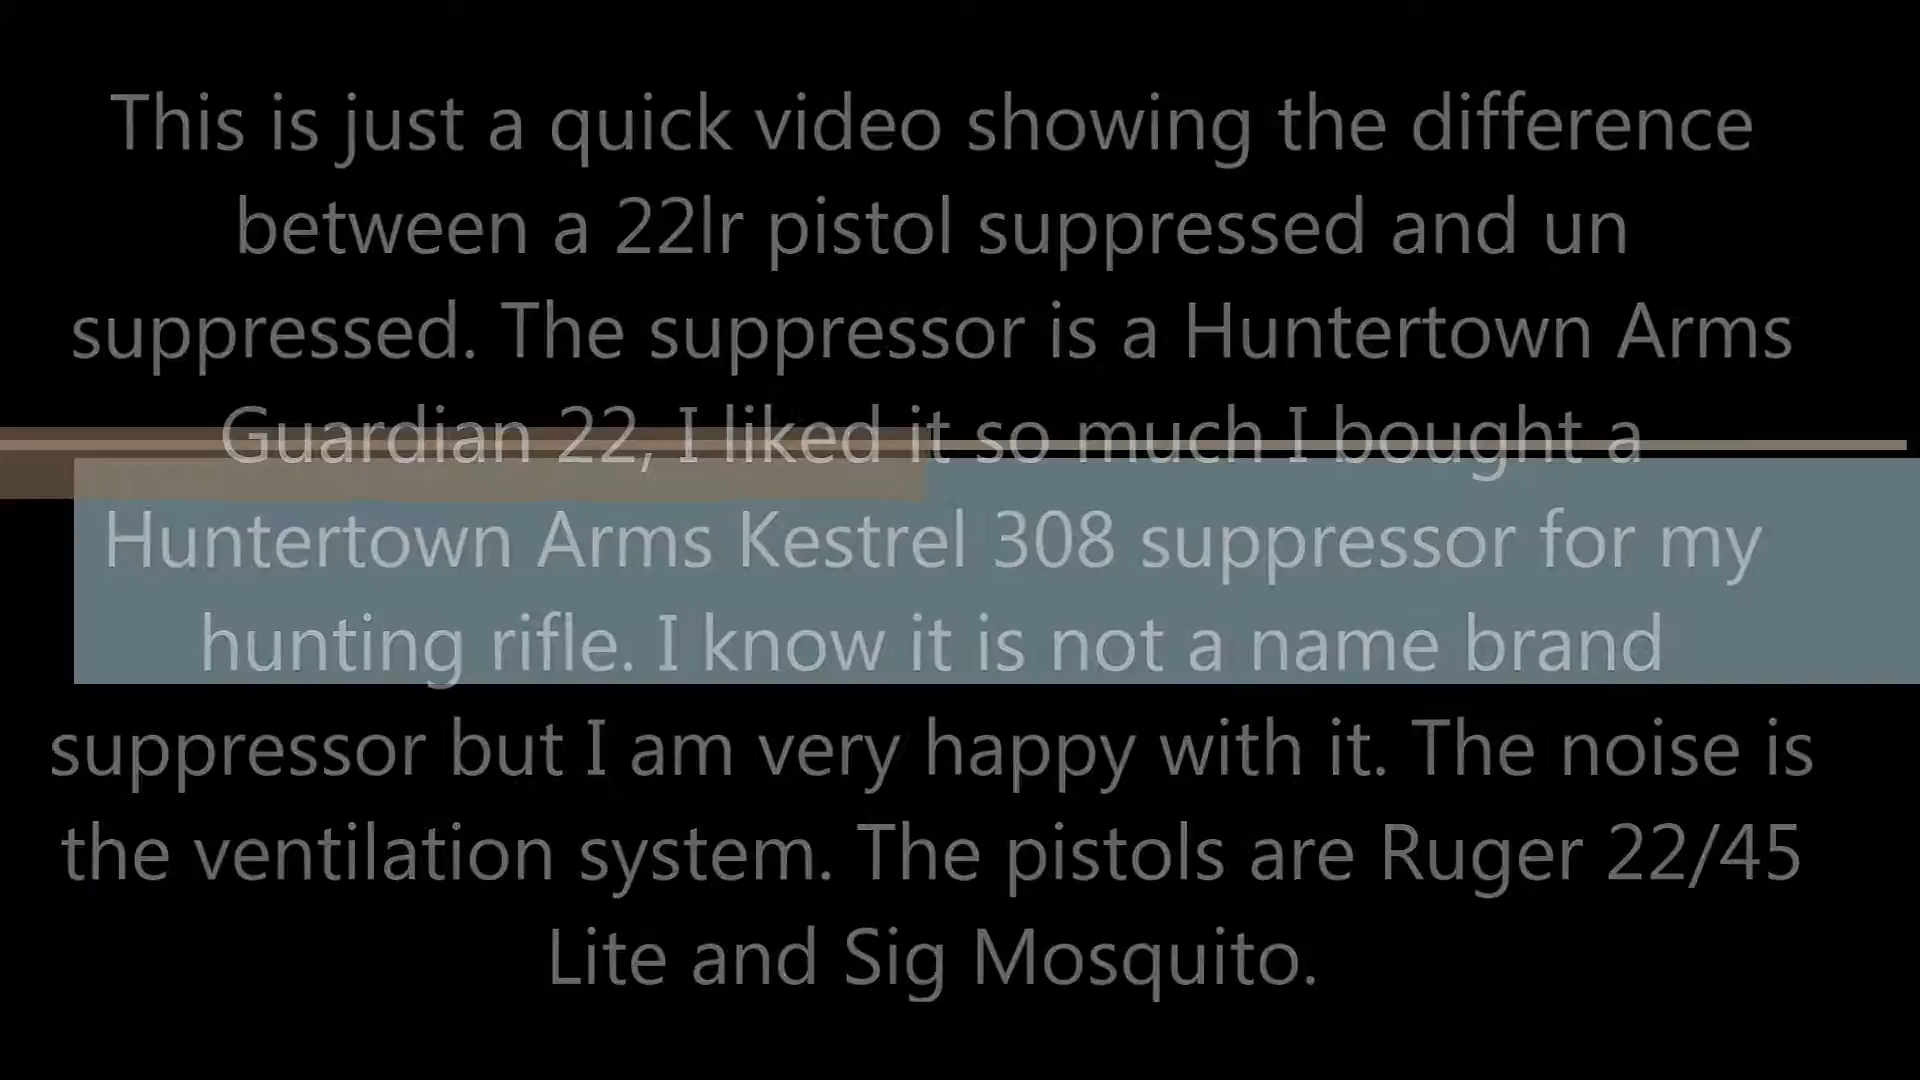 This is just a quick video showing the difference
between a 22lr pistol suppressed and un
suppressed. The suppressor is a Huntertown Arms
Guardian 22, I liked it so much I bought a
Huntertown Arms Kestrel 308 suppressor for my
hunting rifle. I know it is not a name brand
suppressor but I am very happy with it. The noise is
the ventilation system. The pistols are Ruger 22/45
Lite and Sig Mosquito.